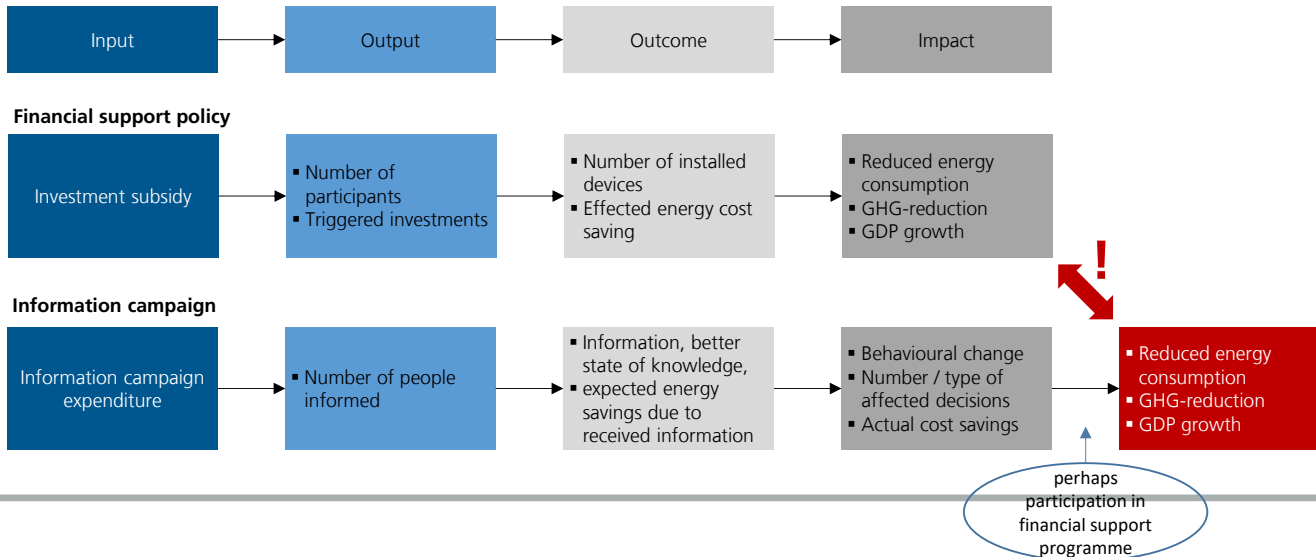 Input
Output
Outcome
Impact
Financial support policy
Investment subsidy
▪ Number of
participants
▪ Triggered investments
▪ Number of installed
devices
▪ Effected energy cost
saving
▪ Reduced energy
consumption
▪ GHG-reduction
▪ GDP growth
!
Information campaign
Information campaign
expenditure
▪ Number of people
informed
▪ Information, better
state of knowledge,
▪ expected energy
savings due to
received information
▪ Behavioural change
▪ Number / type of
affected decisions
▪ Actual cost savings
▪ Reduced energy
consumption
▪ GHG-reduction
▪ GDP growth
perhaps
participation in
financial support
programme